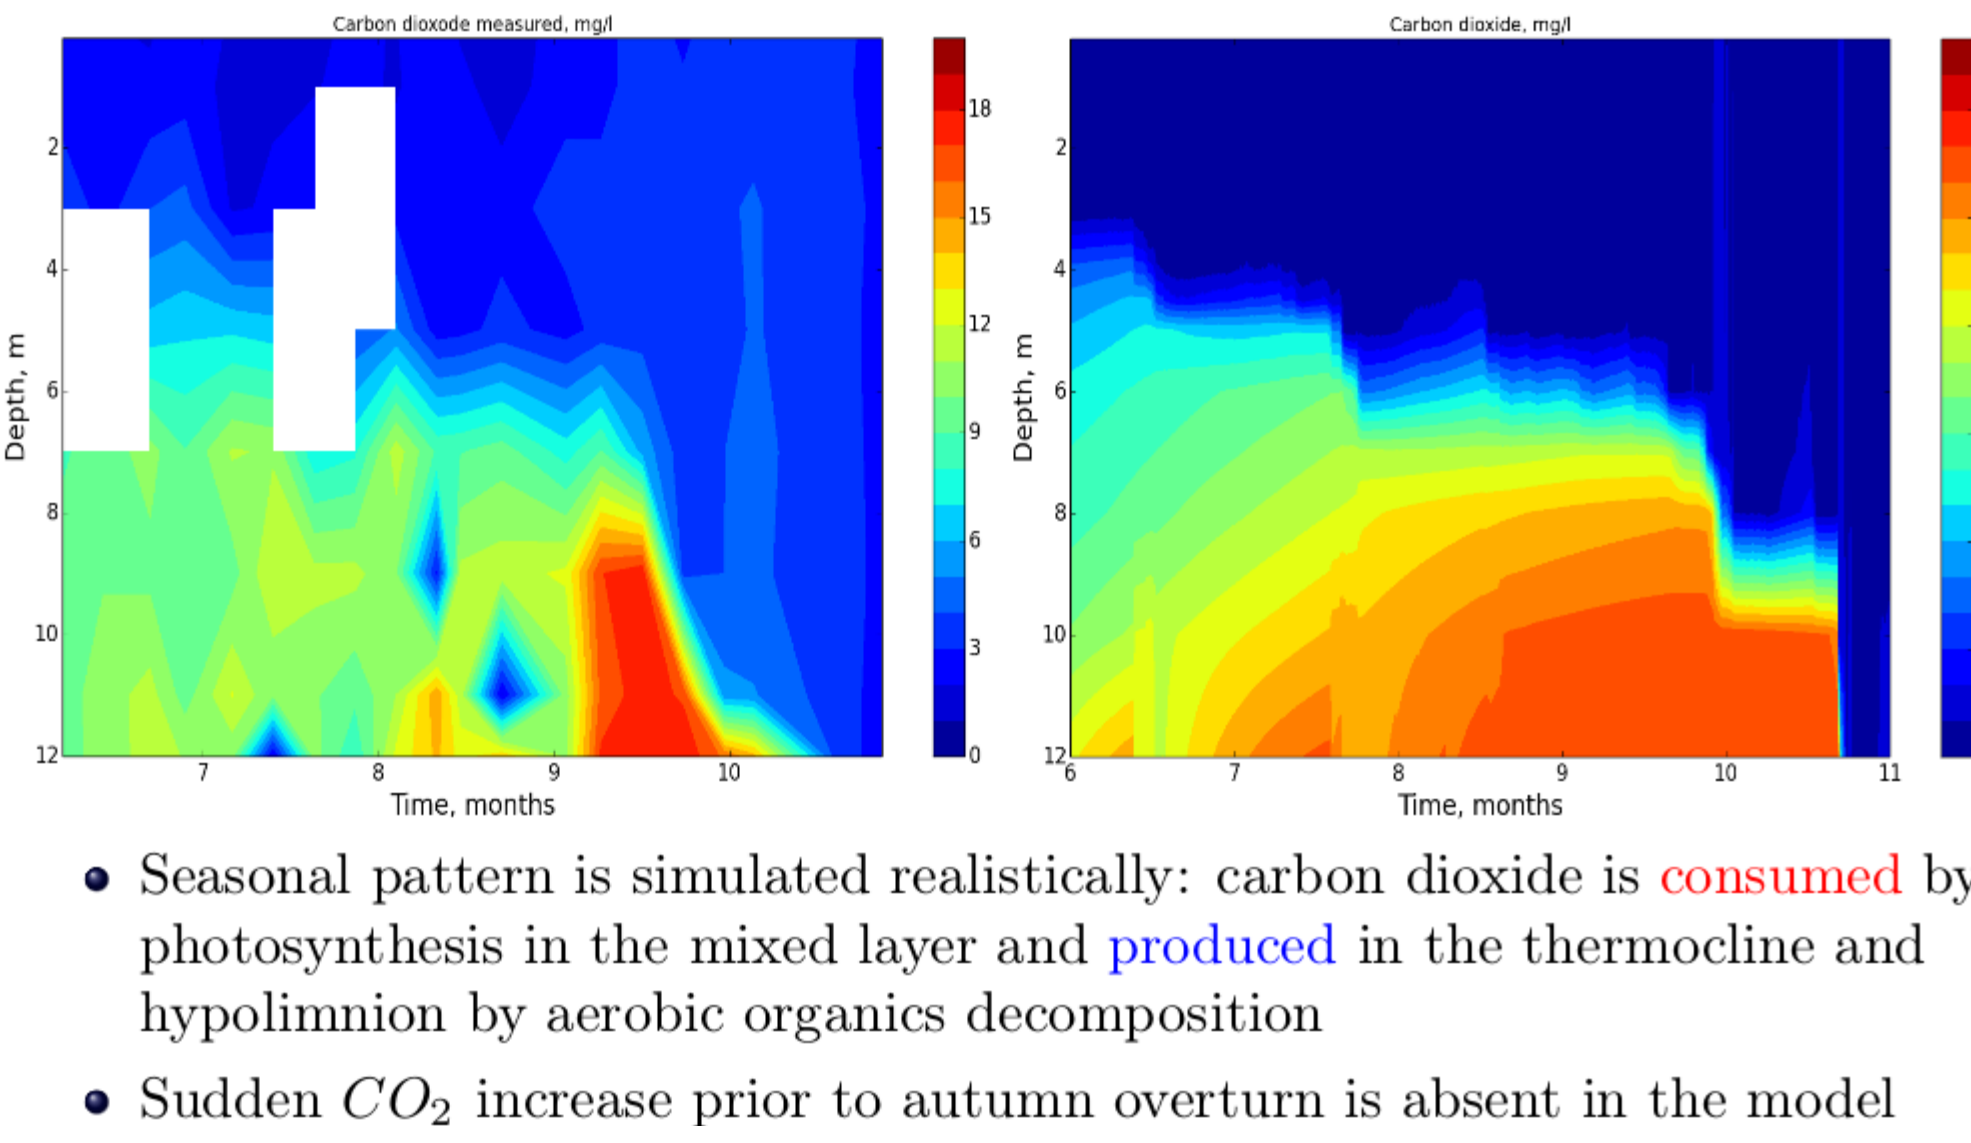 Carbon dioxode measured, mg/l
Carbon dioxide, mg/l
2
4
6
8
10
12
Depth, m
7 8 9 10
Time, months
18
15
12
9
6
3
0
2
4
6
8
10
12
Depth, m
6 7 8 9 10 11
Time, months
Seasonal pattern is simulated realistically: carbon dioxide is consumed by
photosynthesis in the mixed layer and produced in the thermocline and
hypolimnion by aerobic organics decomposition
Sudden CO2 increase prior to autumn overturn is absent in the model